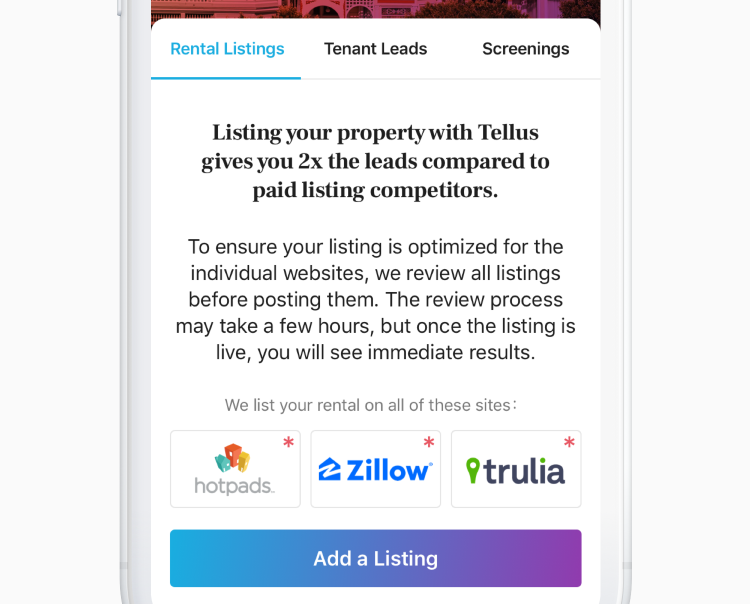 Rental Listings
Tenant Leads
Screenings
Listing your property with Tellus
gives you 2x the leads compared to
paid listing competitors.
To ensure your listing is optimized for the
individual websites, we review all listings
before posting them. The review process
may take a few hours, but once the listing is
live, you will see immediate results.
We list your rental on all of these sites:
*
hotpads™
*
Zillow®
*
trulia
Add a Listing